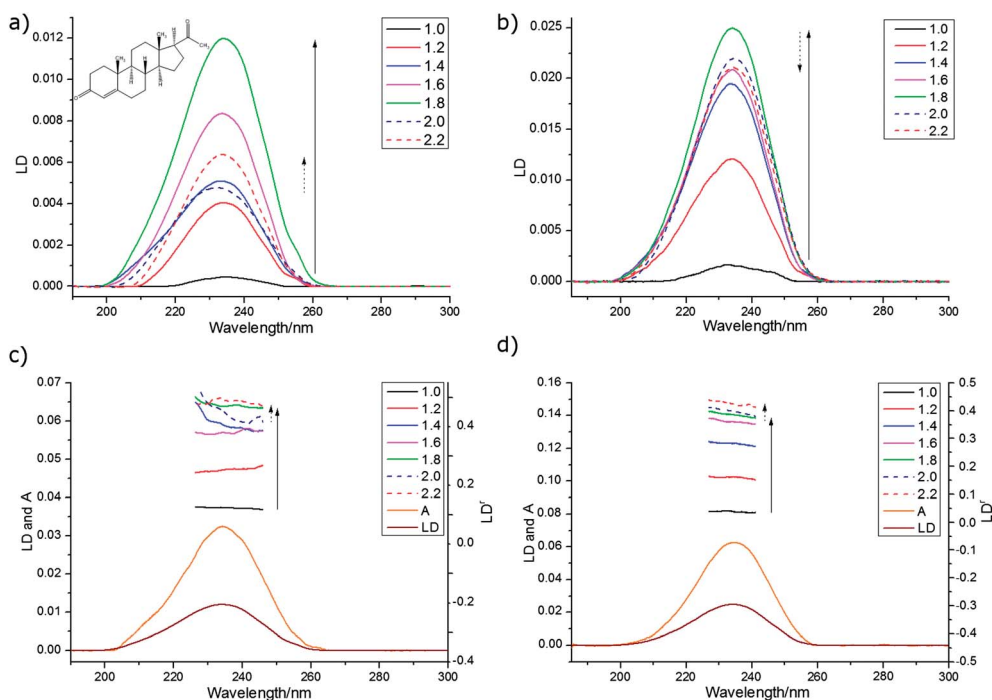 a)
O
CH₃
CH₃
CH₃
H
H
H
H
O
LD
0.012
0.010
0.008
0.006
0.004
0.002
0.000
1.0
1.2
1.4
1.6
1.8
2.0
2.2
200 220 240 260 280 300
Wavelength/nm
b)
LD
0.025
0.020
0.015
0.010
0.005
0.000
1.0
1.2
1.4
1.6
1.8
2.0
2.2
200 220 240 260 280 300
Wavelength/nm
c)
LD and A
0.07
0.06
0.05
0.04
0.03
0.02
0.01
0.00
1.0
1.2
1.4
1.6
1.8
2.0
2.2
A
LD
0.4
0.2
0.0
-0.2
-0.4
LDʳ
200 220 240 260 280 300
Wavelength/nm
d)
LD and A
0.16
0.14
0.12
0.10
0.08
0.06
0.04
0.02
0.00
1.0
1.2
1.4
1.6
1.8
2.0
2.2
A
LD
0.5
0.4
0.3
0.2
0.1
0.0
-0.1
-0.2
-0.3
-0.4
-0.5
LDʳ
200 220 240 260 280 300
Wavelength/nm